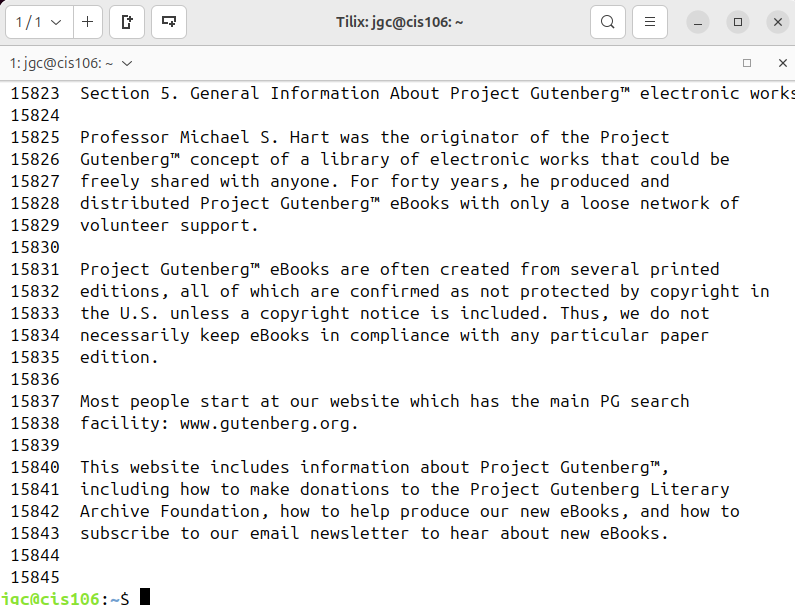 1 / 1
Tilix: jgc@cis106: ~
1: jgc@cis106: ~
15823 Section 5. General Information About Project Gutenberg™ electronic works
15824
15825 Professor Michael S. Hart was the originator of the Project
15826 Gutenberg™ concept of a library of electronic works that could be
15827 freely shared with anyone. For forty years, he produced and
15828 distributed Project Gutenberg™ eBooks with only a loose network of
15829 volunteer support.
15830
15831 Project Gutenberg™ eBooks are often created from several printed
15832 editions, all of which are confirmed as not protected by copyright in
15833 the U.S. unless a copyright notice is included. Thus, we do not
15834 necessarily keep eBooks in compliance with any particular paper
15835 edition.
15836
15837 Most people start at our website which has the main PG search
15838 facility: www.gutenberg.org.
15839
15840 This website includes information about Project Gutenberg™,
15841 including how to make donations to the Project Gutenberg Literary
15842 Archive Foundation, how to help produce our new eBooks, and how to
15843 subscribe to our email newsletter to hear about new eBooks.
15844
15845
jgc@cis106:~$